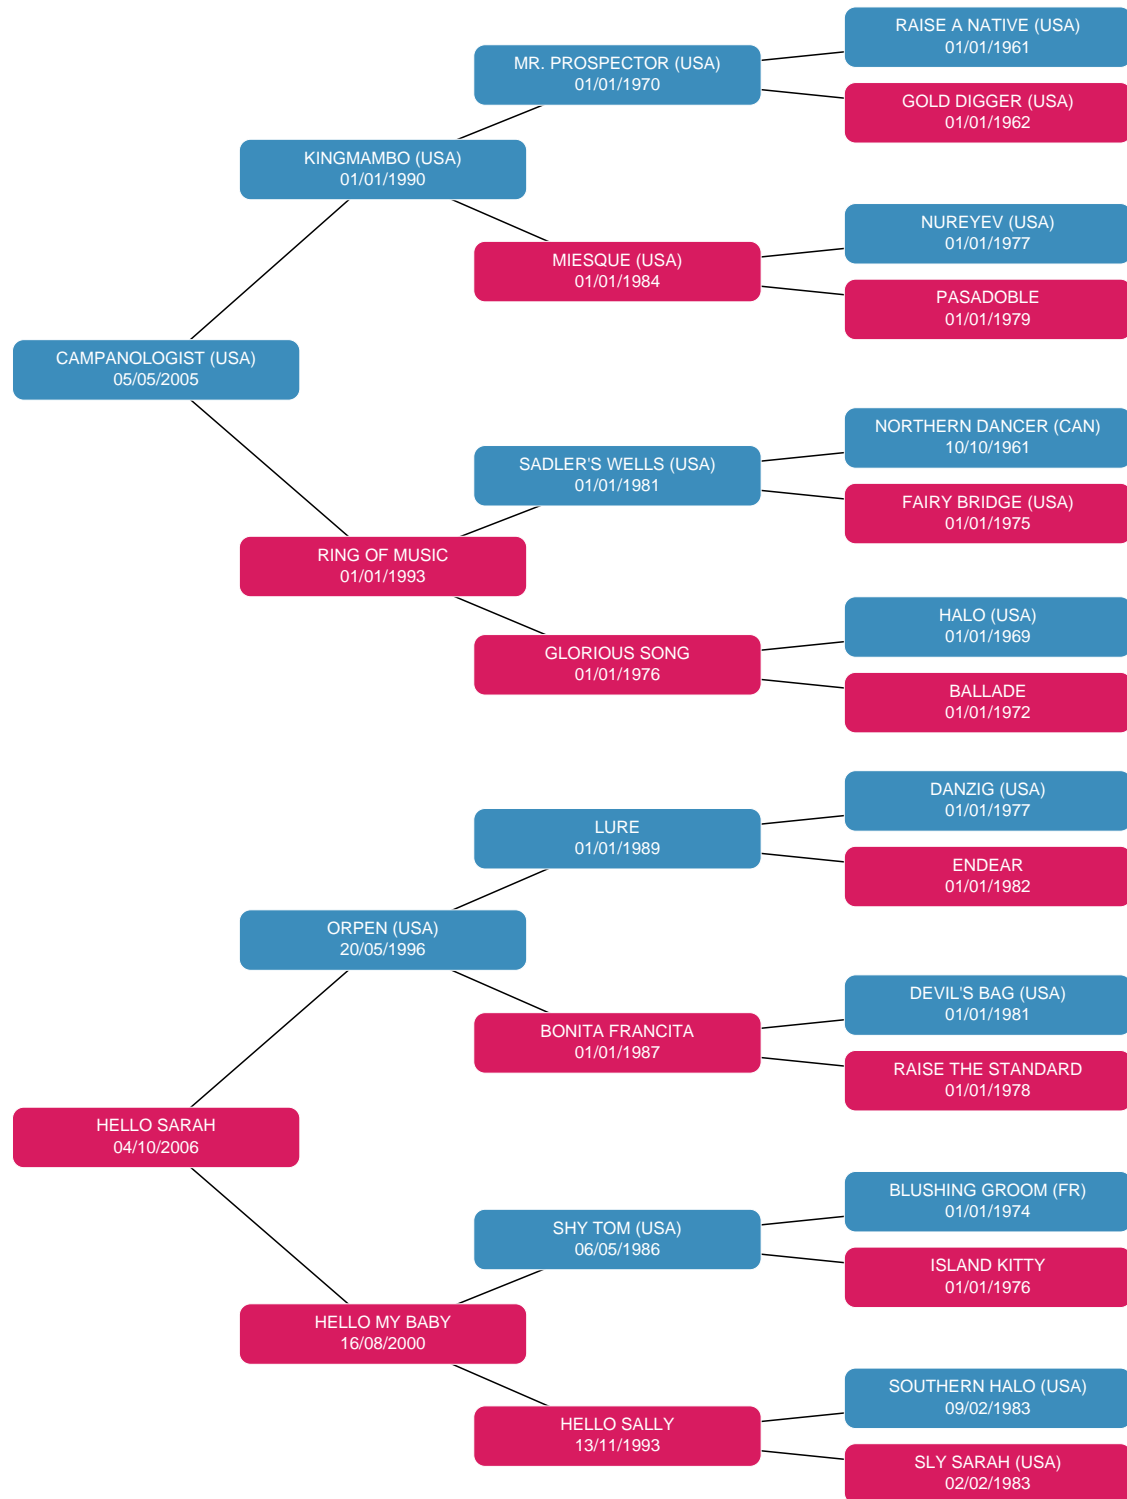 RAISE A NATIVE (USA)
01/01/1961
MR. PROSPECTOR (USA)
01/01/1970
GOLD DIGGER (USA)
01/01/1962
KINGMAMBO (USA)
01/01/1990
NUREYEV (USA)
01/01/1977
MIESQUE (USA)
01/01/1984
PASADOBLE
01/01/1979
CAMPANOLOGIST (USA)
05/05/2005
NORTHERN DANCER (CAN)
10/10/1961
SADLER'S WELLS (USA)
01/01/1981
FAIRY BRIDGE (USA)
01/01/1975
RING OF MUSIC
01/01/1993
HALO (USA)
01/01/1969
GLORIOUS SONG
01/01/1976
BALLADE
01/01/1972
DANZIG (USA)
01/01/1977
LURE
01/01/1989
ENDEAR
01/01/1982
ORPEN (USA)
20/05/1996
DEVIL'S BAG (USA)
01/01/1981
BONITA FRANCITA
01/01/1987
RAISE THE STANDARD
01/01/1978
HELLO SARAH
04/10/2006
BLUSHING GROOM (FR)
01/01/1974
SHY TOM (USA)
06/05/1986
ISLAND KITTY
01/01/1976
HELLO MY BABY
16/08/2000
SOUTHERN HALO (USA)
09/02/1983
HELLO SALLY
13/11/1993
SLY SARAH (USA)
02/02/1983